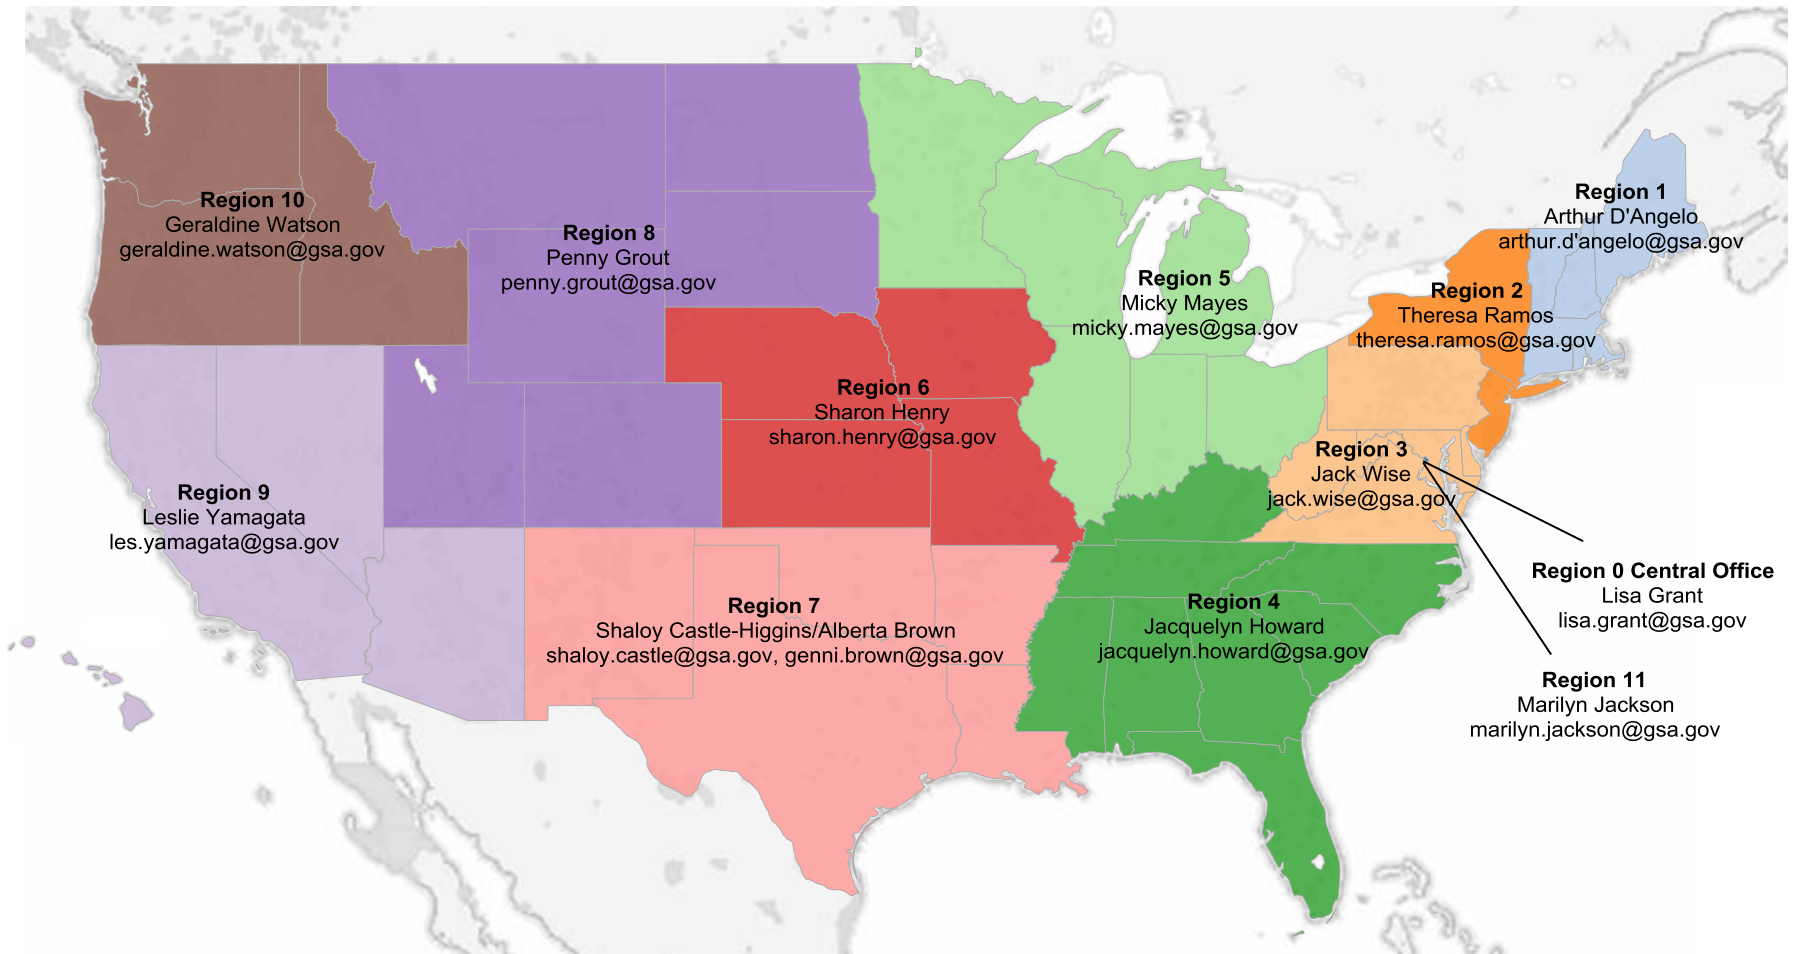 Region 10
Geraldine Watson
geraldine.watson@gsa.gov
Region 8
Penny Grout
penny.grout@gsa.gov
Region 5
Micky Mayes
micky.mayes@gsa.gov
Region 1
Arthur D'Angelo
arthur.d'angelo@gsa.gov
Region 2
Theresa Ramos
theresa.ramos@gsa.gov
Region 6
Sharon Henry
sharon.henry@gsa.gov
Region 3
Jack Wise
jack.wise@gsa.gov
Region 9
Leslie Yamagata
les.yamagata@gsa.gov
Region 7
Shaloy Castle-Higgins/Alberta Brown
shaloy.castle@gsa.gov, genni.brown@gsa.gov
Region 4
Jacquelyn Howard
jacquelyn.howard@gsa.gov
Region 0 Central Office
Lisa Grant
lisa.grant@gsa.gov
Region 11
Marilyn Jackson
marilyn.jackson@gsa.gov